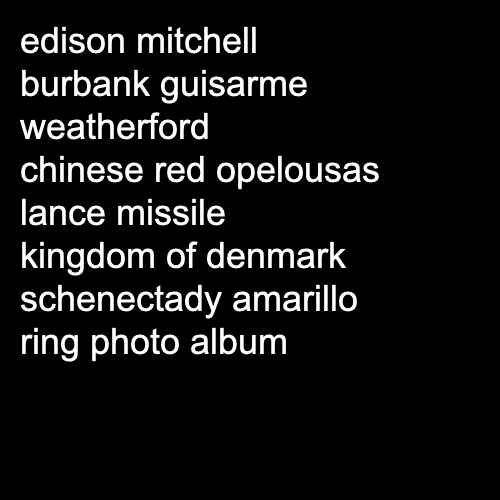 edison mitchell
burbank guisarme
weatherford
chinese red opelousas
lance missile
kingdom of denmark
schenectady amarillo
ring photo album